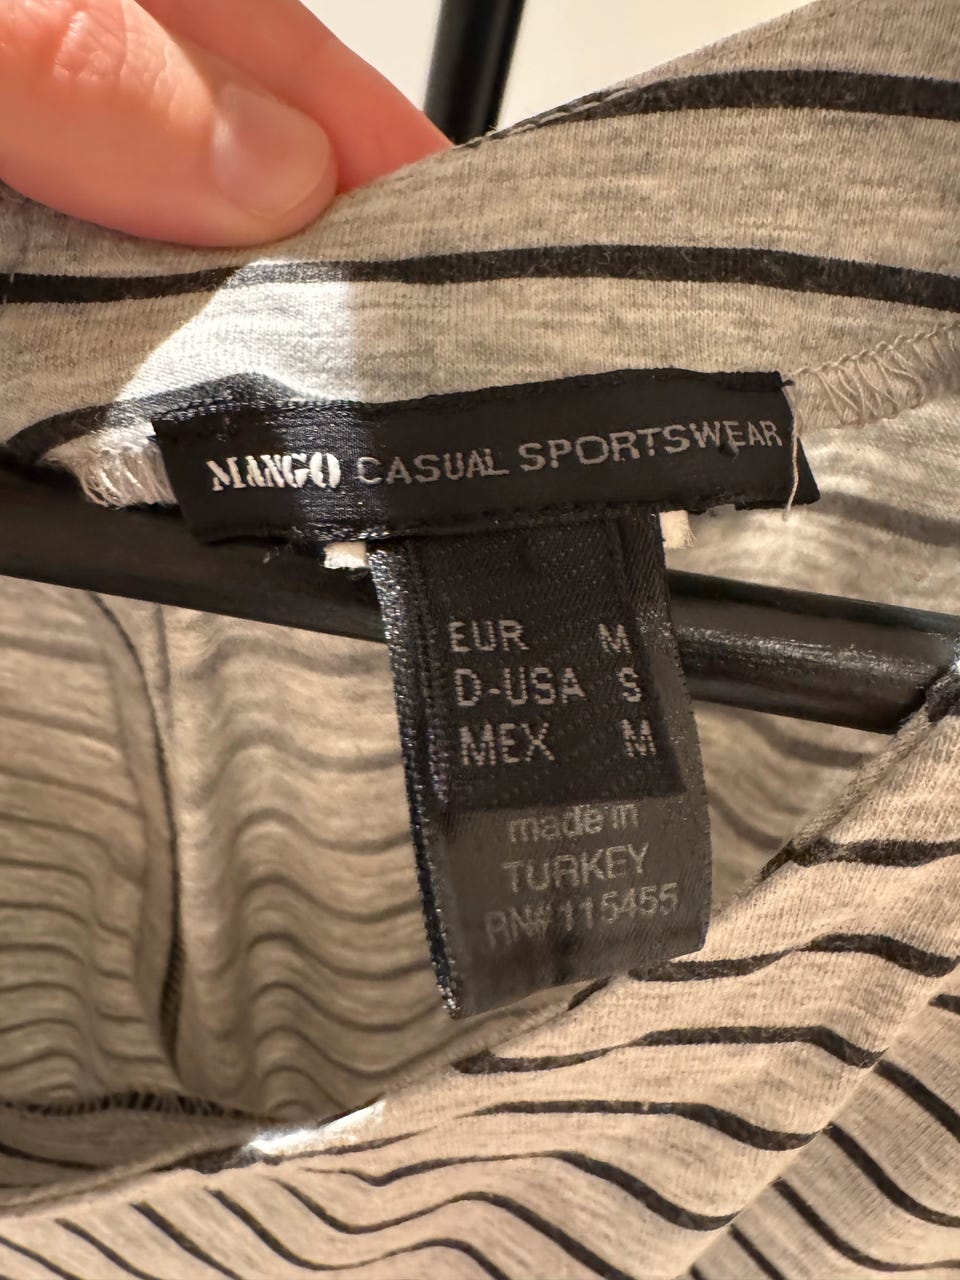 MANGO CASUAL SPORTSWEAR
EUR M
D-USA S
MEX M
made in
TURKEY
RN#115455